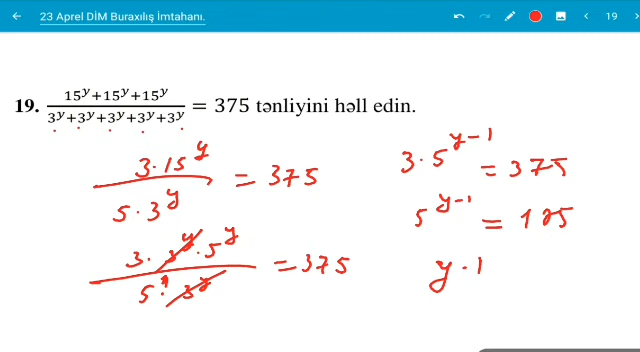 23 Aprel DİM Buraxılış İmtahanı.
19
19. (15^y+15^y+15^y)/(3^y+3^y+3^y+3^y+3^y) = 375 tənliyini həll edin.
(3·15^y)/(5·3^y) = 375
(3·3^y·5^y)/(5^1·3^y) = 375
3·5^(y-1) = 375
5^(y-1) = 125
y-1